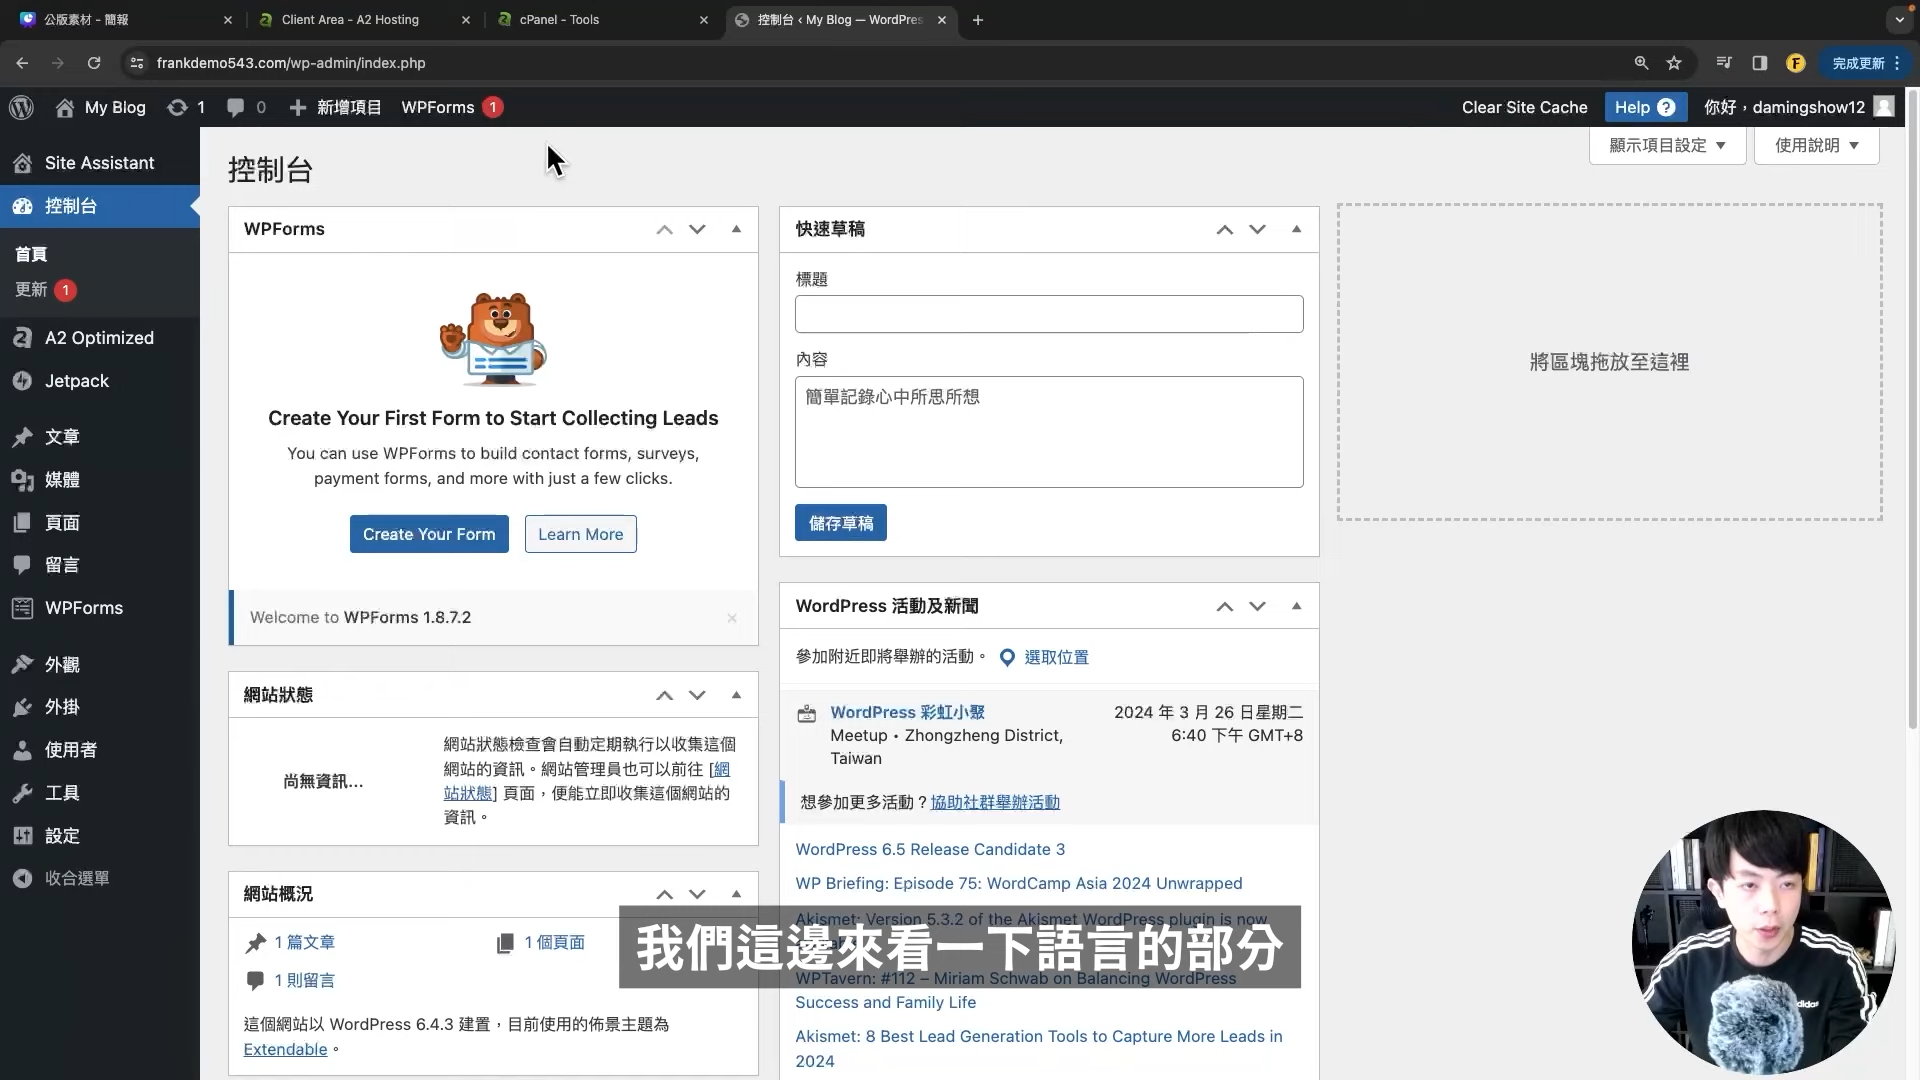 公版素材 - 簡報
Client Area - A2 Hosting
cPanel - Tools
控制台 ‹ My Blog — WordPres
frankdemo543.com/wp-admin/index.php
完成更新
My Blog
1
0
新增項目
WPForms 1
Clear Site Cache
Help ?
你好，damingshow12
Site Assistant
控制台
首頁
更新 1
A2 Optimized
Jetpack
文章
媒體
頁面
留言
WPForms
外觀
外掛
使用者
工具
設定
收合選單
控制台
顯示項目設定
使用說明
WPForms
Create Your First Form to Start Collecting Leads
You can use WPForms to build contact forms, surveys,
payment forms, and more with just a few clicks.
Create Your Form
Learn More
Welcome to WPForms 1.8.7.2
網站狀態
尚無資訊...
網站狀態檢查會自動定期執行以收集這個
網站的資訊。網站管理員也可以前往 [網
站狀態] 頁面，便能立即收集這個網站的
資訊。
網站概況
1 篇文章
1 個頁面
1 則留言
這個網站以 WordPress 6.4.3 建置，目前使用的佈景主題為
Extendable。
快速草稿
標題
內容
簡單記錄心中所思所想
儲存草稿
WordPress 活動及新聞
參加附近即將舉辦的活動。
選取位置
WordPress 彩虹小聚
Meetup • Zhongzheng District,
Taiwan
2024 年 3 月 26 日星期二
6:40 下午 GMT+8
想參加更多活動？協助社群舉辦活動
WordPress 6.5 Release Candidate 3
WP Briefing: Episode 75: WordCamp Asia 2024 Unwrapped
Akismet: Version 5.3.2 of the Akismet WordPress plugin is now
我們這邊來看一下語言的部分
WPTavern: #112 – Miriam Schwab on Balancing WordPress
Success and Family Life
Akismet: 8 Best Lead Generation Tools to Capture More Leads in
2024
將區塊拖放至這裡
adidas